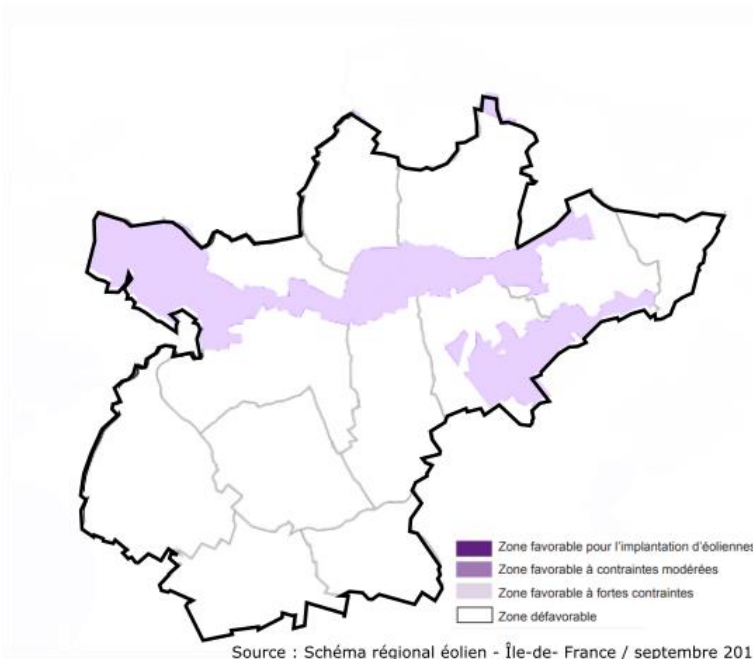 Zone favorable pour l'implantation d'éoliennes
Zone favorable à contraintes modérées
Zone favorable à fortes contraintes
Zone défavorable
Source : Schéma régional éolien - Île-de- France / septembre 201